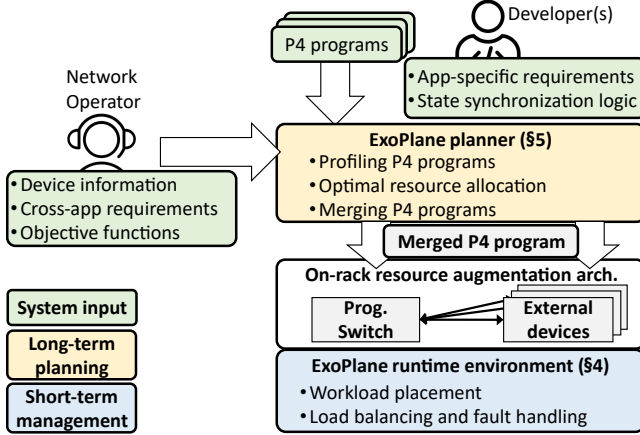 Developer(s)
P4 programs
• App-specific requirements
• State synchronization logic
Network
Operator
• Device information
• Cross-app requirements
• Objective functions
ExoPlane planner (§5)
• Profiling P4 programs
• Optimal resource allocation
• Merging P4 programs
Merged P4 program
On-rack resource augmentation arch.
Prog.
Switch
External
devices
ExoPlane runtime environment (§4)
• Workload placement
• Load balancing and fault handling
System input
Long-term
planning
Short-term
management